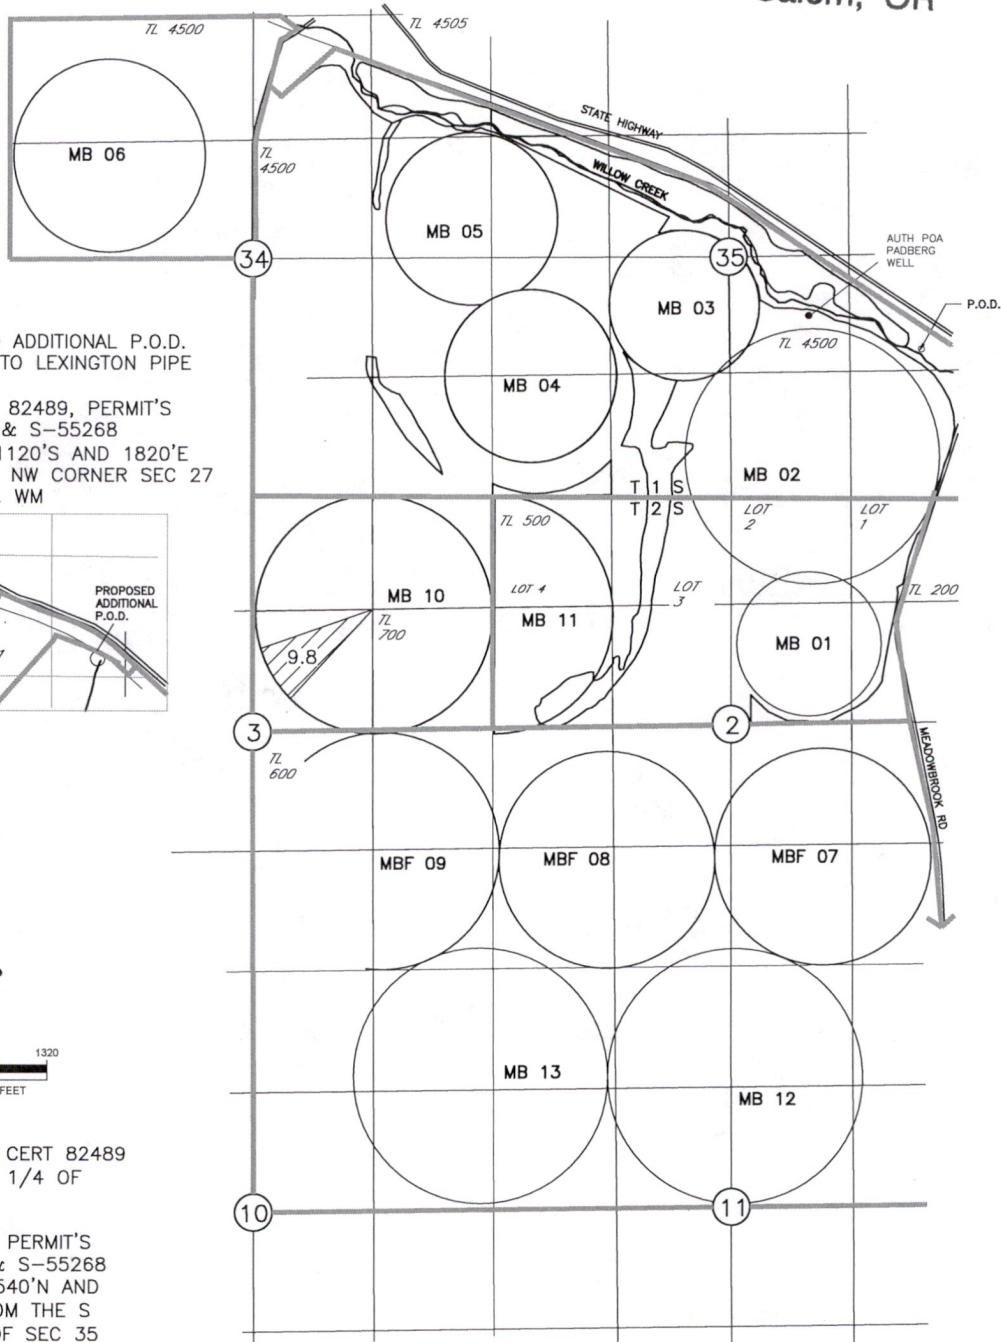 Salem, OR
TL 4500
TL 4505
MB 06
TL
4500
STATE HIGHWAY
WILLOW CREEK
MB 05
34
35
AUTH POA
PADBERG
WELL
P.O.D.
MB 03
TL 4500
ADDITIONAL P.O.D.
TO LEXINGTON PIPE
MB 04
82489, PERMIT'S
& S-55268
1120'S AND 1820'E
NW CORNER SEC 27
WM
MB 02
T 1 S
T 2 S
LOT
2
LOT
1
TL 500
PROPOSED
ADDITIONAL
P.O.D.
MB 10
LOT 4
LOT
3
TL 200
TL
700
MB 11
9.8
MB 01
3
2
TL
600
MEADOWBROOK RD
MBF 09
MBF 08
MBF 07
1320
FEET
MB 13
MB 12
CERT 82489
1/4 OF
10
11
PERMIT'S
& S-55268
540'N AND
OM THE S
OF SEC 35